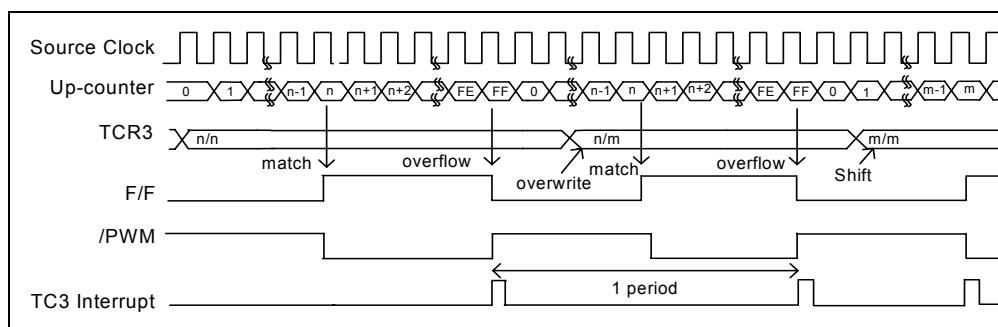 Source Clock
Up-counter 0 1 n-1 n n+1 n+2 FE FF 0 n-1 n n+1 n+2 FE FF 0 1 m-1 m
TCR3 n/n n/m m/m
match overflow overwrite match overflow Shift
F/F
/PWM
1 period
TC3 Interrupt